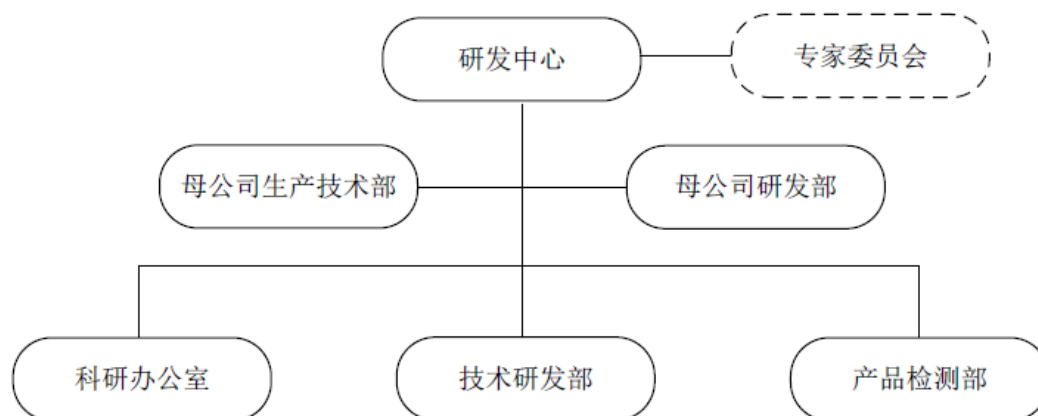 研发中心
专家委员会
母公司生产技术部
母公司研发部
科研办公室
技术研发部
产品检测部